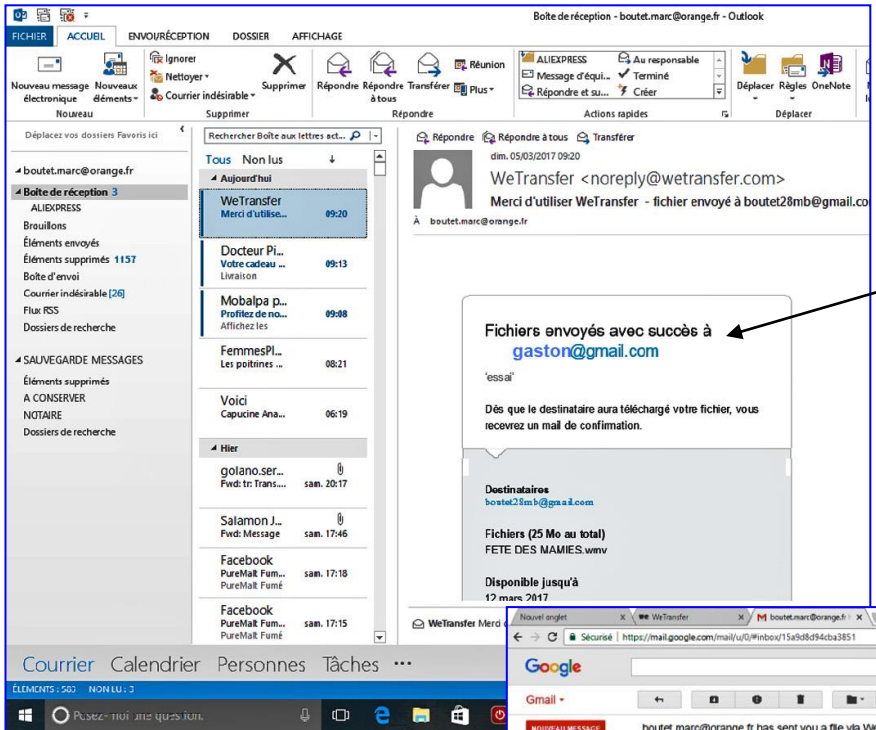 Boîte de réception - boutet.marc@orange.fr - Outlook
FICHIER ACCUEIL ENVOI/RÉCEPTION DOSSIER AFFICHAGE
Nouveau message électronique
Nouveaux éléments
Nouveau
Ignorer
Nettoyer
Courrier indésirable
Supprimer
Supprimer
Répondre
Répondre à tous
Transférer
Réunion
Plus
Répondre
ALIEXPRESS
Message d'équi...
Répondre et su...
Au responsable
Terminé
Créer
Actions rapides
Déplacer
Règles
OneNote
Déplacer
Déplacez vos dossiers Favoris ici
boutet.marc@orange.fr
Boîte de réception 3
ALIEXPRESS
Brouillons
Éléments envoyés
Éléments supprimés 1157
Boîte d'envoi
Courrier indésirable [26]
Flux RSS
Dossiers de recherche
SAUVEGARDE MESSAGES
Éléments supprimés
A CONSERVER
NOTAIRE
Dossiers de recherche
Rechercher Boîte aux lettres act...
Tous Non lus
Aujourd'hui
WeTransfer
Merci d'utilise... 09:20
Docteur Pi...
Votre cadeau ... 09:13
Livraison
Mobalpa p...
Profitez de no... 09:08
Affichez les
FemmesPl...
Les poitrines ... 08:21
Voici
Capucine Ana... 06:19
Hier
golano.ser...
Fwd: tr: Trans.... sam. 20:17
Salamon J...
Fwd: Message sam. 17:46
Facebook
PureMalt Fum... sam. 17:18
PureMalt Fumé
Facebook
PureMalt Fum... sam. 17:15
PureMalt Fumé
Répondre Répondre à tous Transférer
dim. 05/03/2017 09:20
WeTransfer <noreply@wetransfer.com>
Merci d'utiliser WeTransfer - fichier envoyé à boutet28mb@gmail.co
À boutet.marc@orange.fr
Fichiers envoyés avec succès à
gaston@gmail.com
'essai'
Dès que le destinataire aura téléchargé votre fichier, vous
recevrez un mail de confirmation.
Destinataires
boutet28mb@gmail.com
Fichiers (25 Mo au total)
FETE DES MAMIES.wmv
Disponible jusqu'à
12 mars 2017
WeTransfer Merci
Courrier Calendrier Personnes Tâches •••
ÉLÉMENTS : 583 NON LU : 3
Posez-moi une question.
Nouvel onglet WeTransfer boutet.marc@orange.fr
Sécurisé https://mail.google.com/mail/u/0/#inbox/15a9d8d94cba3851
Google
Gmail
NOUVEAU MESSAGE
boutet.marc@orange.fr has sent you a file via We